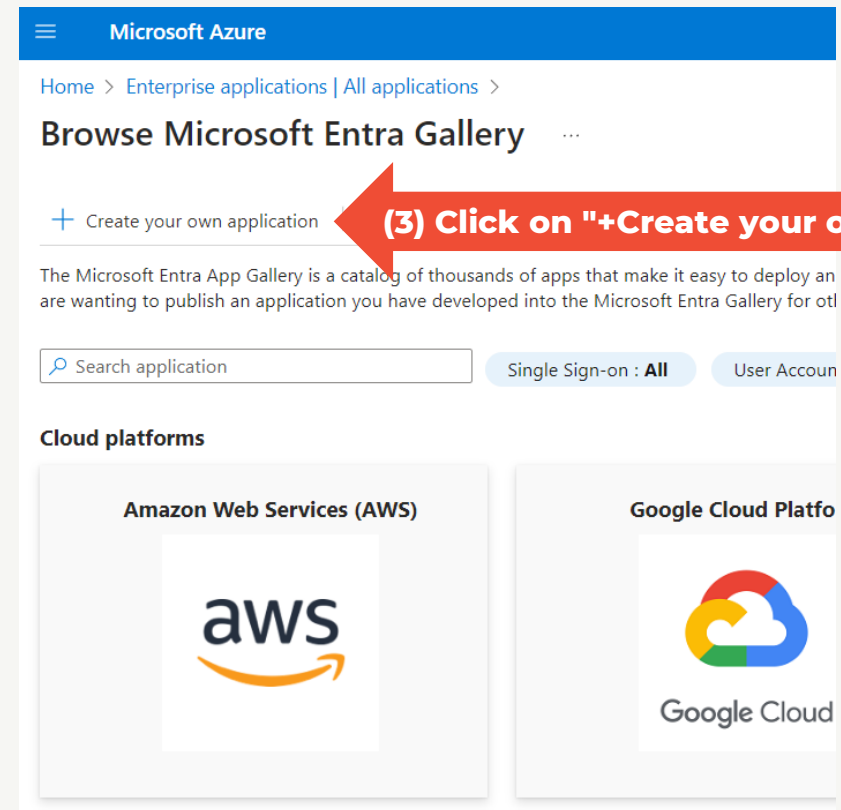 Microsoft Azure
Home > Enterprise applications | All applications >
Browse Microsoft Entra Gallery ...
+ Create your own application
(3) Click on "+Create your
The Microsoft Entra App Gallery is a catalog of thousands of apps that make it easy to deploy an
are wanting to publish an application you have developed into the Microsoft Entra Gallery for
Search application
Single Sign-on : All
User
Cloud platforms
Amazon Web Services (AWS)
Google Cloud
aws
Google Cloud